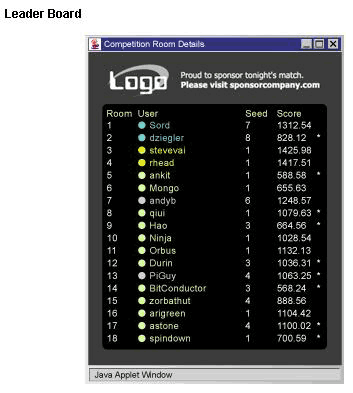 Leader Board
Competition Room Details
Logo
Proud to sponsor tonight's match.
Please visit sponsorcompany.com
Room User Seed Score
1 Sord 7 1312.54
2 dziegler 8 828.12 *
3 stevevai 1 1425.98
4 rhead 1 1417.51
5 ankit 1 588.58 *
6 Mongo 1 655.63
7 andyb 6 1248.57
8 qiui 1 1079.63 *
9 Hao 3 664.56 *
10 Ninja 1 1028.54
11 Orbus 1 1132.13
12 Durin 3 1036.31 *
13 PiGuy 4 1063.25 *
14 BitConductor 3 568.24 *
15 zorbathut 4 888.56
16 arigreen 1 1104.42
17 astone 4 1100.02 *
18 spindown 1 700.59 *
Java Applet Window